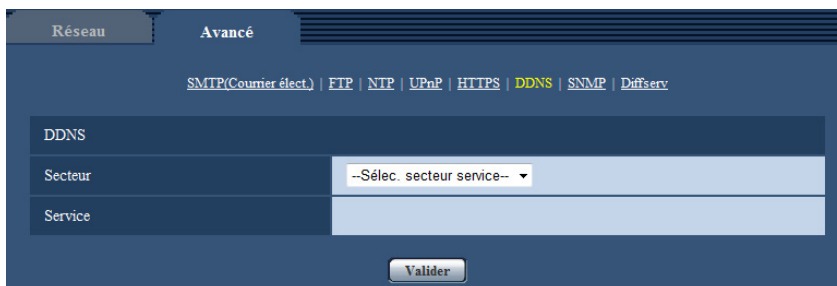 Réseau Avancé
SMTP(Courrier élect.) | FTP | NTP | UPnP | HTTPS | DDNS | SNMP | Diffserv
DDNS
Secteur --Sélec. secteur service--
Service
Valider